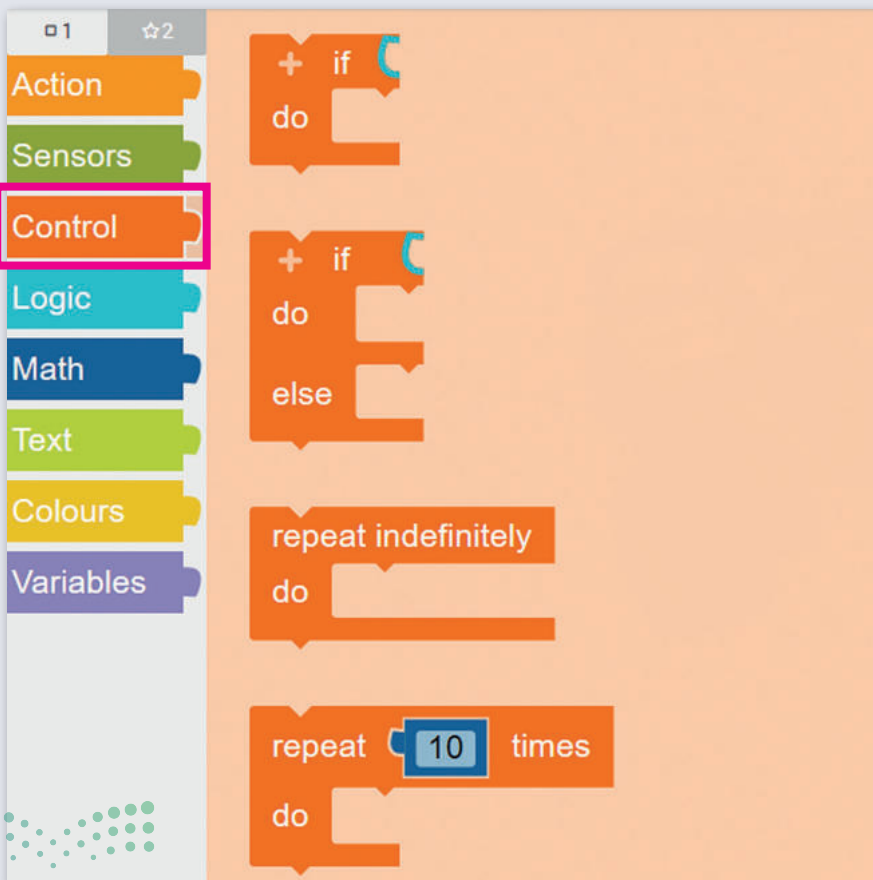 1
2
Action
Sensors
Control
Logic
Math
Text
Colours
Variables
+ if
do
+ if
do
else
repeat indefinitely
do
repeat 10 times
do